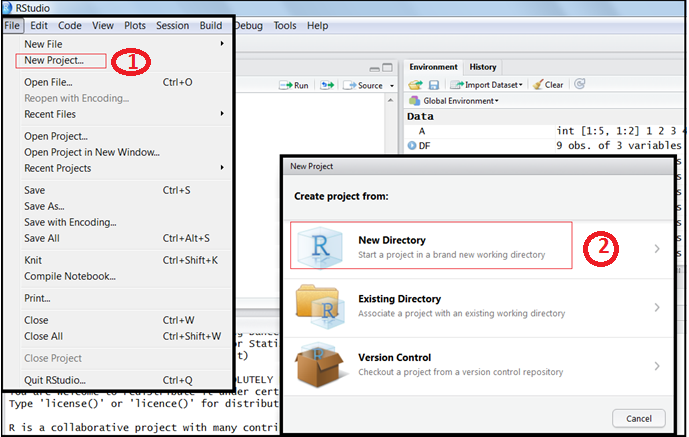 RStudio
File Edit Code View Plots Session Build Debug Tools Help
New File
New Project...
1
Open File... Ctrl+O
Reopen with Encoding...
Recent Files
Open Project...
Open Project in New Window...
Recent Projects
Save Ctrl+S
Save As...
Save with Encoding...
Save All Ctrl+Alt+S
Knit Ctrl+Shift+K
Compile Notebook...
Print...
Close Ctrl+W
Close All Ctrl+Shift+W
Close Project
Quit RStudio... Ctrl+Q
Run Source
Environment History
Import Dataset Clear
Global Environment
Data
A int [1:5, 1:2] 1 2 3 4
DF 9 obs. of 3 variables
New Project
Create project from:
R New Directory
Start a project in a brand new working directory
2
R Existing Directory
Associate a project with an existing working directory
Version Control
Checkout a project from a version control repository
Cancel
or Stati
SOLUTELY
You are welcome to redistribute it under cert
Type 'license()' or 'licence()' for distribut
R is a collaborative project with many contri